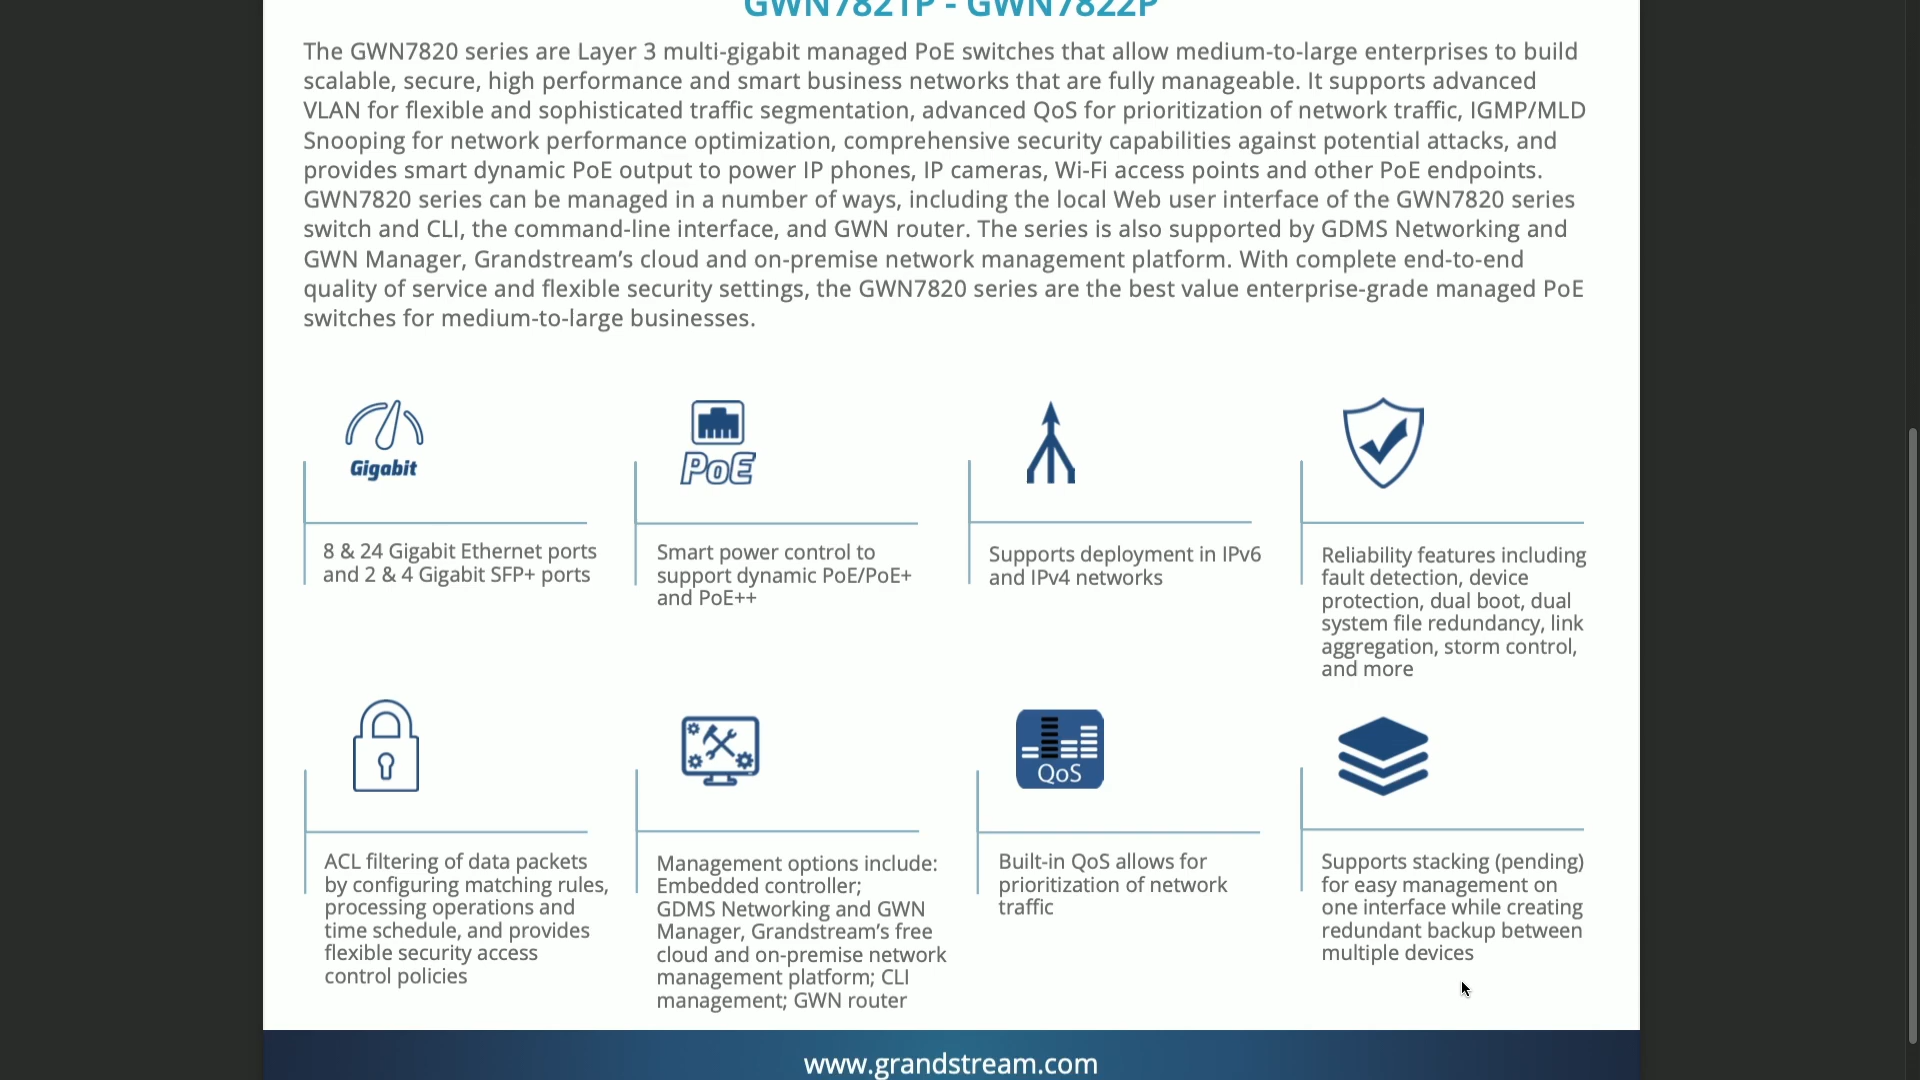 GWN7821P - GWN7822P
The GWN7820 series are Layer 3 multi-gigabit managed PoE switches that allow medium-to-large enterprises to build
scalable, secure, high performance and smart business networks that are fully manageable. It supports advanced
VLAN for flexible and sophisticated traffic segmentation, advanced QoS for prioritization of network traffic, IGMP/MLD
Snooping for network performance optimization, comprehensive security capabilities against potential attacks, and
provides smart dynamic PoE output to power IP phones, IP cameras, Wi-Fi access points and other PoE endpoints.
GWN7820 series can be managed in a number of ways, including the local Web user interface of the GWN7820 series
switch and CLI, the command-line interface, and GWN router. The series is also supported by GDMS Networking and
GWN Manager, Grandstream’s cloud and on-premise network management platform. With complete end-to-end
quality of service and flexible security settings, the GWN7820 series are the best value enterprise-grade managed PoE
switches for medium-to-large businesses.
Gigabit
8 & 24 Gigabit Ethernet ports
and 2 & 4 Gigabit SFP+ ports
PoE
Smart power control to
support dynamic PoE/PoE+
and PoE++
Supports deployment in IPv6
and IPv4 networks
Reliability features including
fault detection, device
protection, dual boot, dual
system file redundancy, link
aggregation, storm control,
and more
ACL filtering of data packets
by configuring matching rules,
processing operations and
time schedule, and provides
flexible security access
control policies
Management options include:
Embedded controller;
GDMS Networking and GWN
Manager, Grandstream’s free
cloud and on-premise network
management platform; CLI
management; GWN router
QoS
Built-in QoS allows for
prioritization of network
traffic
Supports stacking (pending)
for easy management on
one interface while creating
redundant backup between
multiple devices
www.grandstream.com